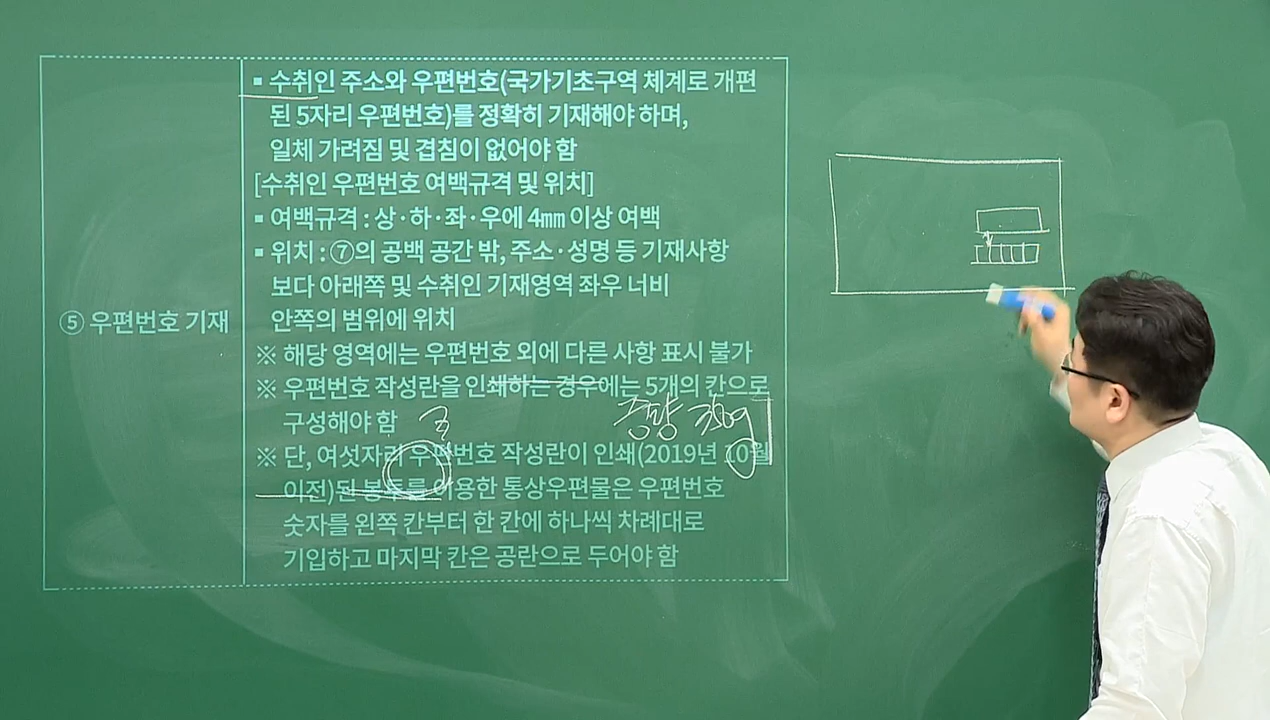 ▪ 수취인 주소와 우편번호(국가기초구역 체계로 개편
된 5자리 우편번호)를 정확히 기재해야 하며,
일체 가려짐 및 겹침이 없어야 함
[수취인 우편번호 여백규격 및 위치]
▪ 여백규격 : 상·하·좌·우에 4㎜ 이상 여백
▪ 위치 : ⑦의 공백 공간 밖, 주소·성명 등 기재사항
보다 아래쪽 및 수취인 기재영역 좌우 너비
안쪽의 범위에 위치
⑤ 우편번호 기재
※ 해당 영역에는 우편번호 외에 다른 사항 표시 불가
※ 우편번호 작성란을 인쇄하는 경우에는 5개의 칸으로
구성해야 함
※ 단, 여섯자리 우편번호 작성란이 인쇄(2019년 10월
이전)된 봉투를 이용한 통상우편물은 우편번호
숫자를 왼쪽 칸부터 한 칸에 하나씩 차례대로
기입하고 마지막 칸은 공란으로 두어야 함